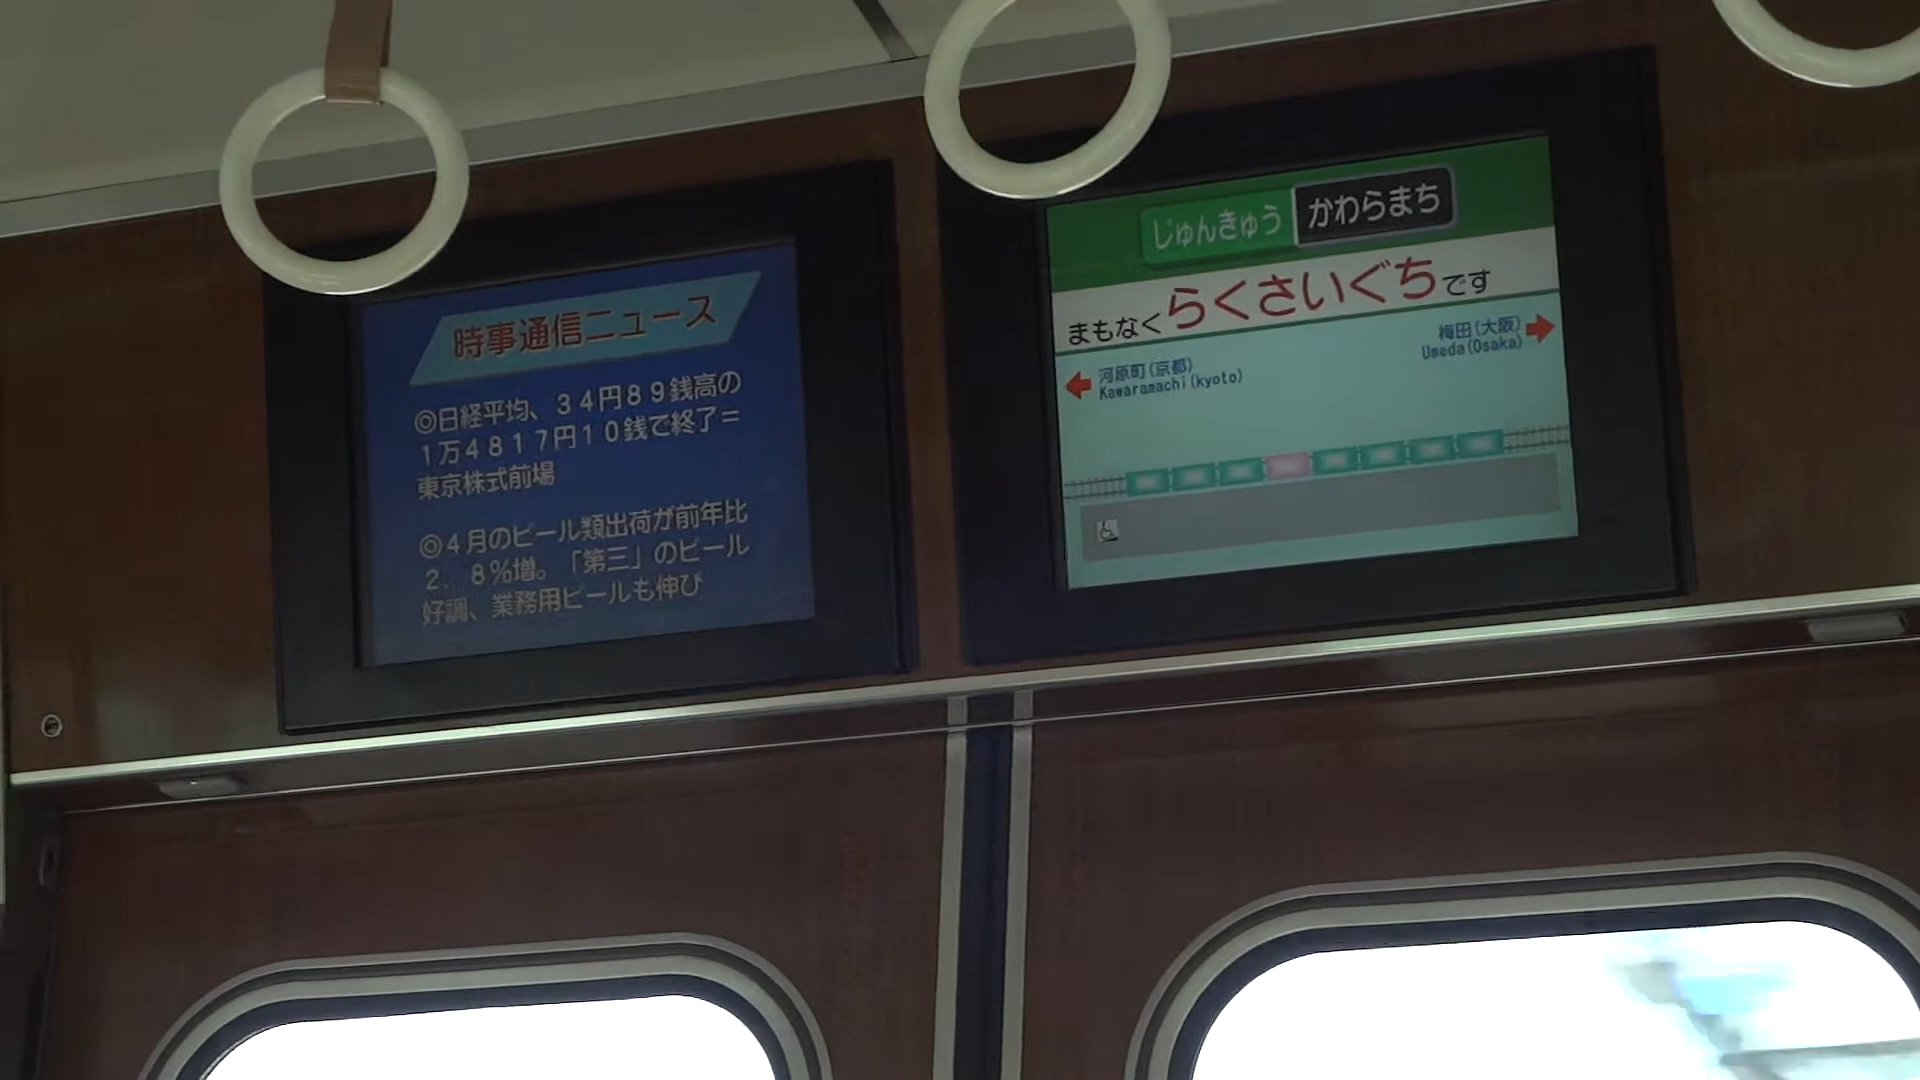 時事通信ニュース
◎日経平均、34円89銭高の
1万4817円10銭で終了＝
東京株式前場
◎4月のビール類出荷が前年比
2．8％増。「第三」のビール
好調、業務用ビールも伸び
じゅんきゅう かわらまち
まもなくらくさいぐちです
梅田(大阪)
Umeda(Osaka)
河原町(京都)
Kawaramachi(kyoto)